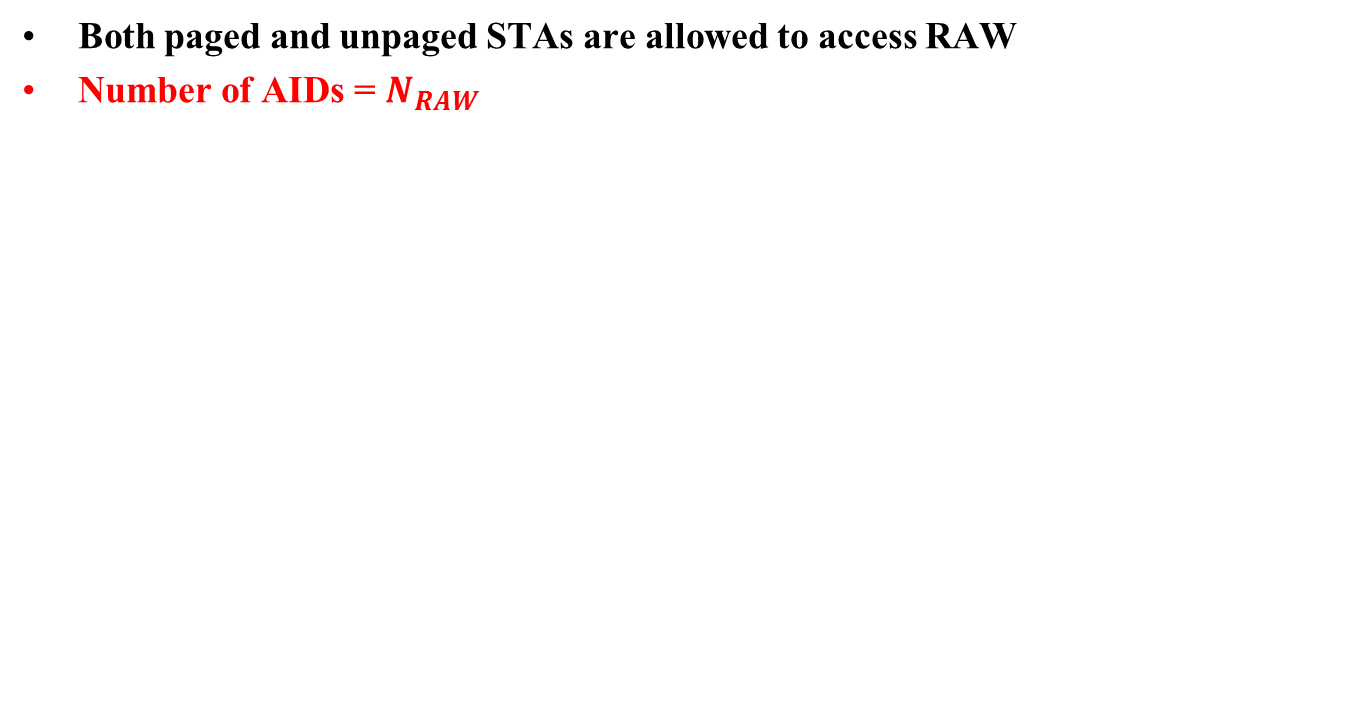 • Both paged and unpaged STAs are allowed to access RAW
• Number of AIDs = N_RAW